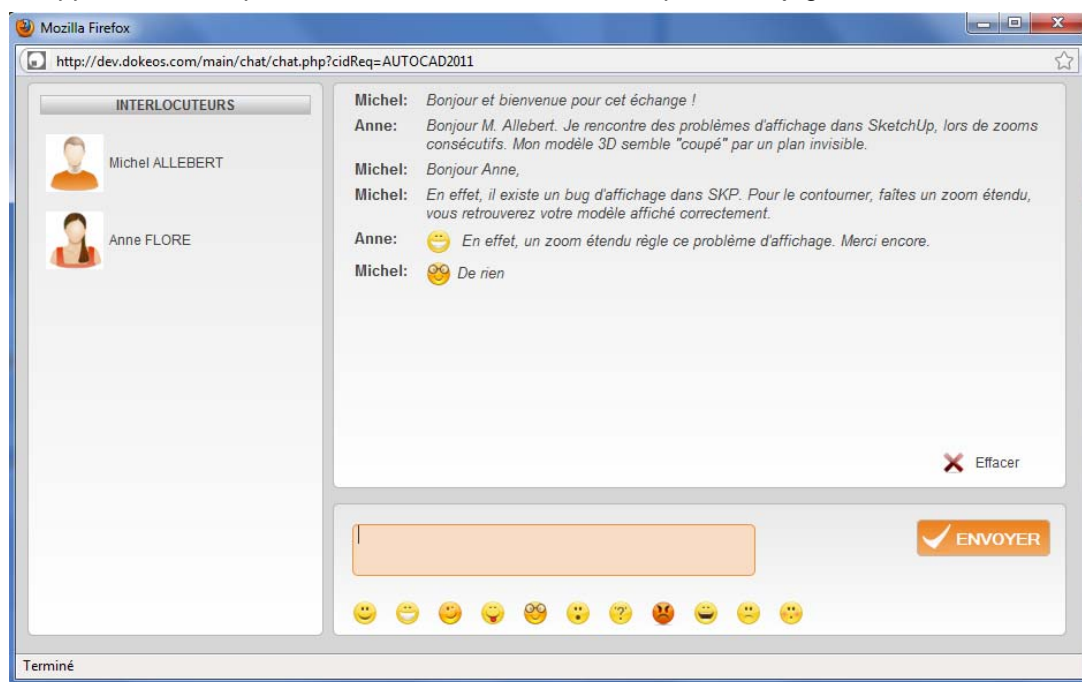 Mozilla Firefox
http://dev.dokeos.com/main/chat/chat.php?cidReq=AUTOCAD2011
INTERLOCUTEURS
Michel ALLEBERT
Anne FLORE
Michel: Bonjour et bienvenue pour cet échange !
Anne: Bonjour M. Allebert. Je rencontre des problèmes d'affichage dans SketchUp, lors de zooms
consécutifs. Mon modèle 3D semble "coupé" par un plan invisible.
Michel: Bonjour Anne,
Michel: En effet, il existe un bug d'affichage dans SKP. Pour le contourner, faîtes un zoom étendu,
vous retrouverez votre modèle affiché correctement.
Anne: En effet, un zoom étendu règle ce problème d'affichage. Merci encore.
Michel: De rien
Effacer
ENVOYER
Terminé